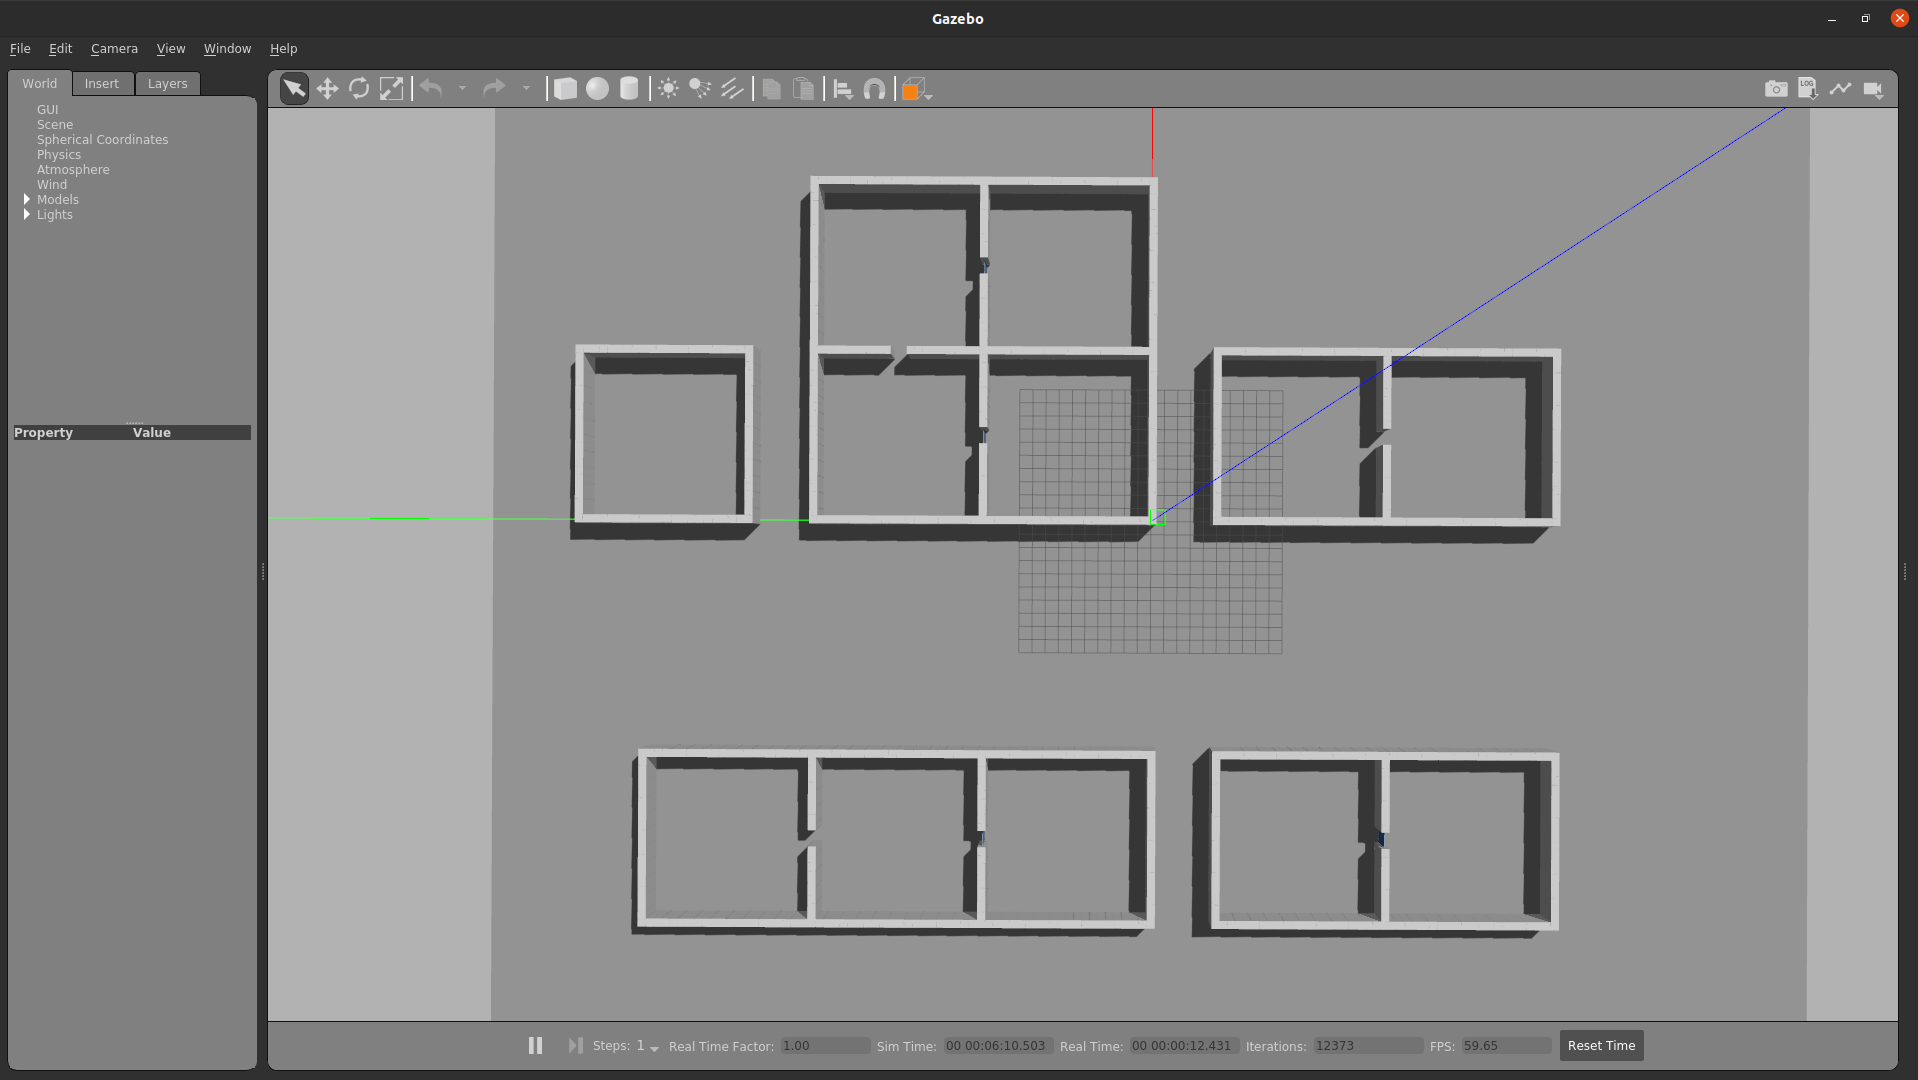 Gazebo
File Edit Camera View Window Help
World Insert Layers
GUI
Scene
Spherical Coordinates
Physics
Atmosphere
Wind
Models
Lights
Property Value
LOG
Steps: 1 Real Time Factor: 1.00 Sim Time: 00 00:06:10.503 Real Time: 00 00:00:12.431 Iterations: 12373 FPS: 59.65 Reset Time